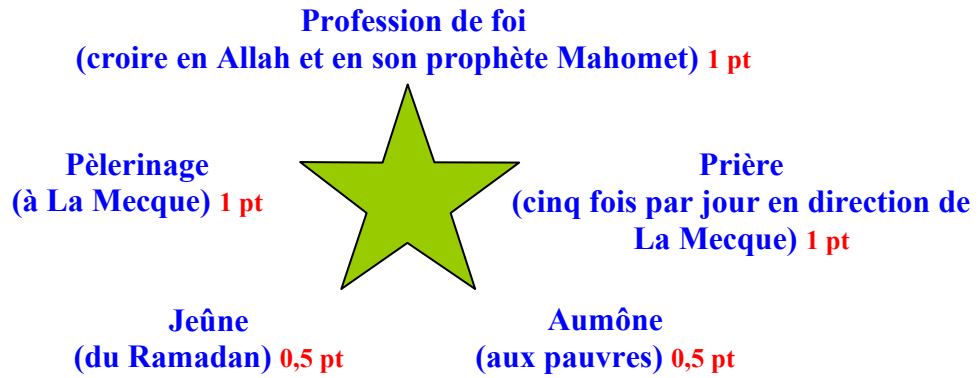 Profession de foi
(croire en Allah et en son prophète Mahomet) 1 pt
Pèlerinage
(à La Mecque) 1 pt
Prière
(cinq fois par jour en direction de
La Mecque) 1 pt
Jeûne
(du Ramadan) 0,5 pt
Aumône
(aux pauvres) 0,5 pt